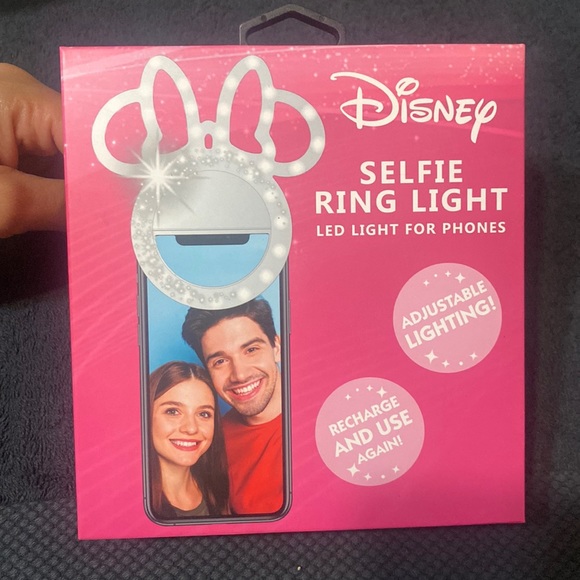 Disney
SELFIE
RING LIGHT
LED LIGHT FOR PHONES
ADJUSTABLE
LIGHTING!
RECHARGE
AND USE
AGAIN!